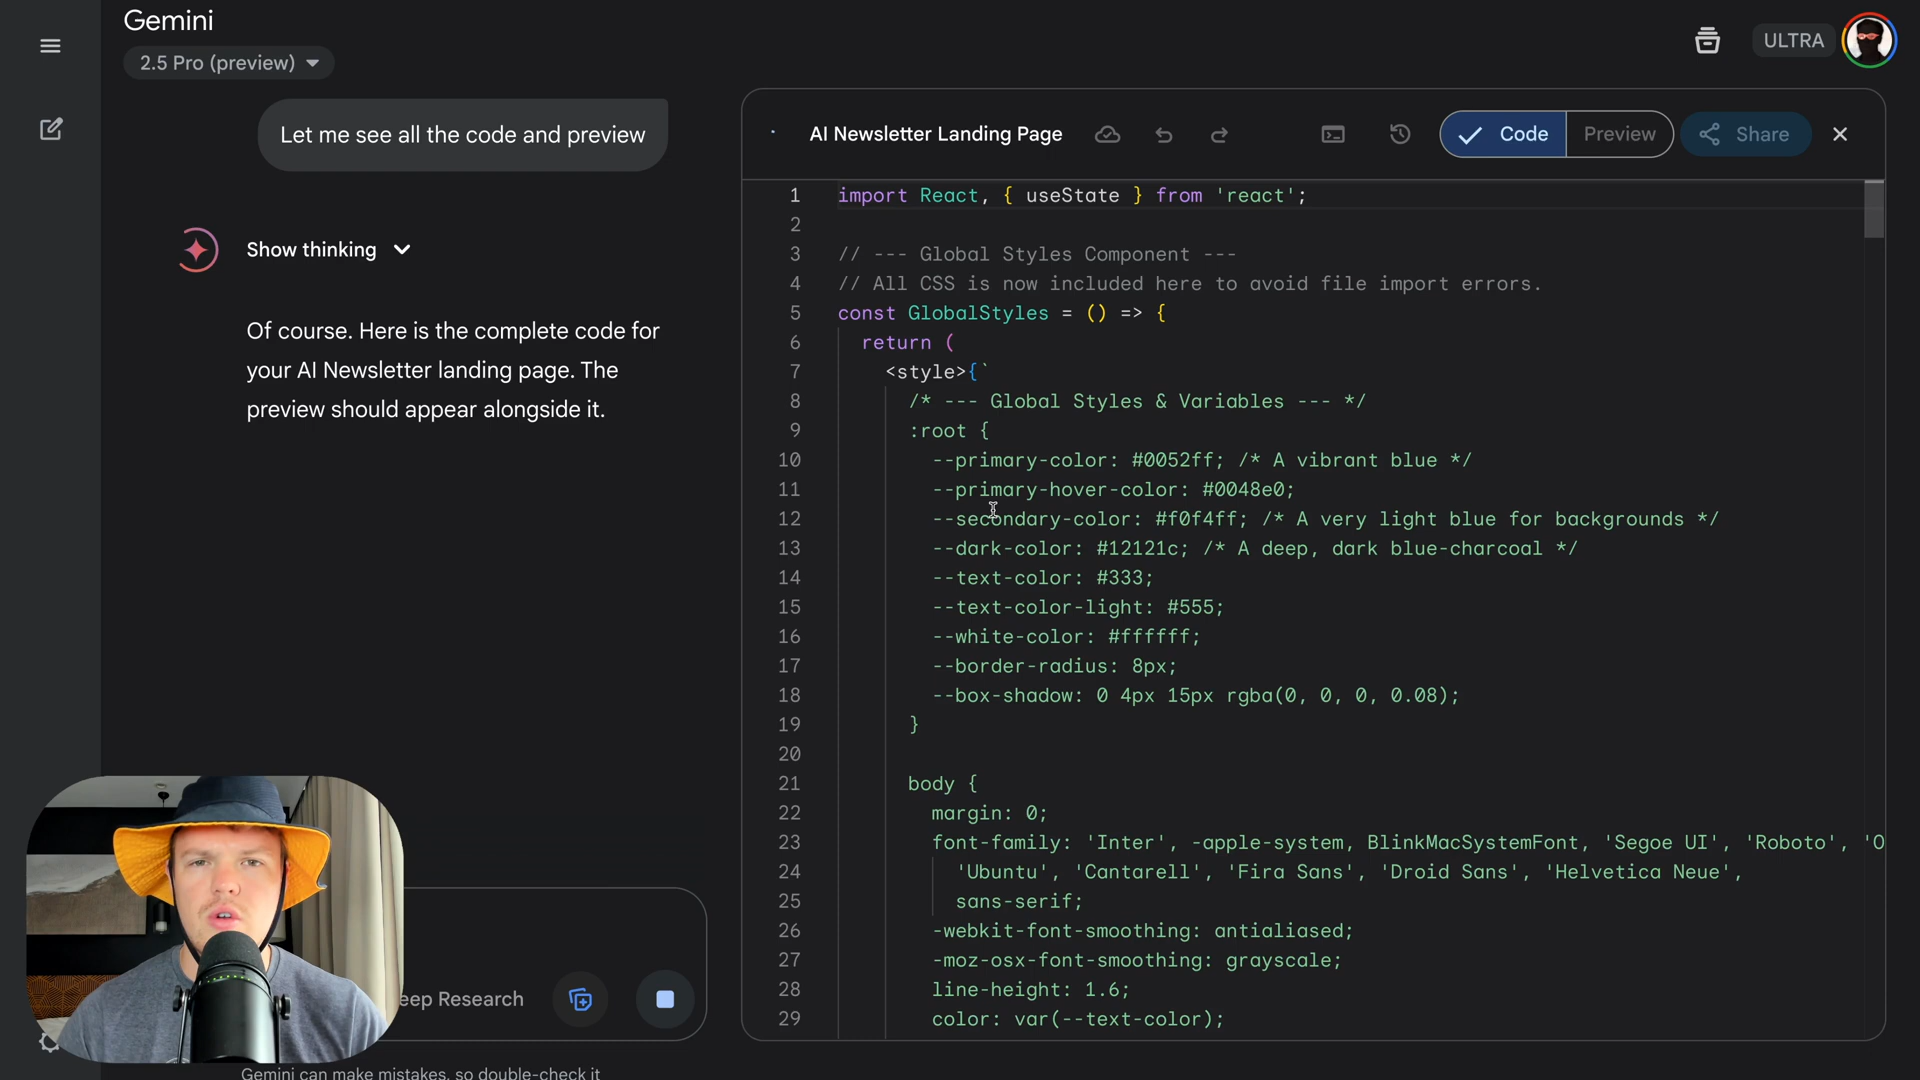 Gemini
2.5 Pro (preview)
ULTRA
Let me see all the code and preview
Show thinking
Of course. Here is the complete code for
your AI Newsletter landing page. The
preview should appear alongside it.
eep Research
Gemini can make mistakes, so double-check it
AI Newsletter Landing Page
Code
Preview
Share
1 import React, { useState } from 'react';
2
3 // --- Global Styles Component ---
4 // All CSS is now included here to avoid file import errors.
5 const GlobalStyles = () => {
6 return (
7 <style>{`
8 /* --- Global Styles & Variables --- */
9 :root {
10 --primary-color: #0052ff; /* A vibrant blue */
11 --primary-hover-color: #0048e0;
12 --secondary-color: #f0f4ff; /* A very light blue for backgrounds */
13 --dark-color: #12121c; /* A deep, dark blue-charcoal */
14 --text-color: #333;
15 --text-color-light: #555;
16 --white-color: #ffffff;
17 --border-radius: 8px;
18 --box-shadow: 0 4px 15px rgba(0, 0, 0, 0.08);
19 }
20
21 body {
22 margin: 0;
23 font-family: 'Inter', -apple-system, BlinkMacSystemFont, 'Segoe UI', 'Roboto', 'O
24 'Ubuntu', 'Cantarell', 'Fira Sans', 'Droid Sans', 'Helvetica Neue',
25 sans-serif;
26 -webkit-font-smoothing: antialiased;
27 -moz-osx-font-smoothing: grayscale;
28 line-height: 1.6;
29 color: var(--text-color);